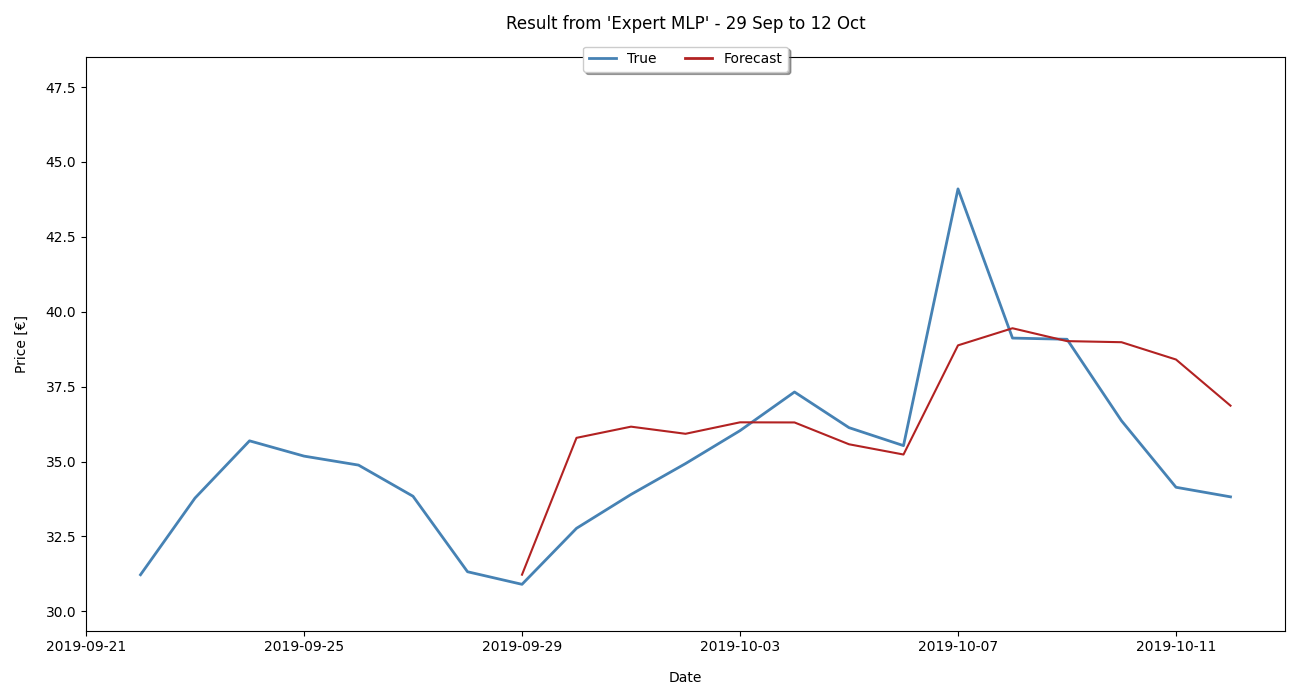 Result from 'Expert MLP' - 29 Sep to 12 Oct
True
Forecast
47.5
45.0
42.5
40.0
37.5
35.0
32.5
30.0
Price [€]
2019-09-21
2019-09-25
2019-09-29
2019-10-03
2019-10-07
2019-10-11
Date